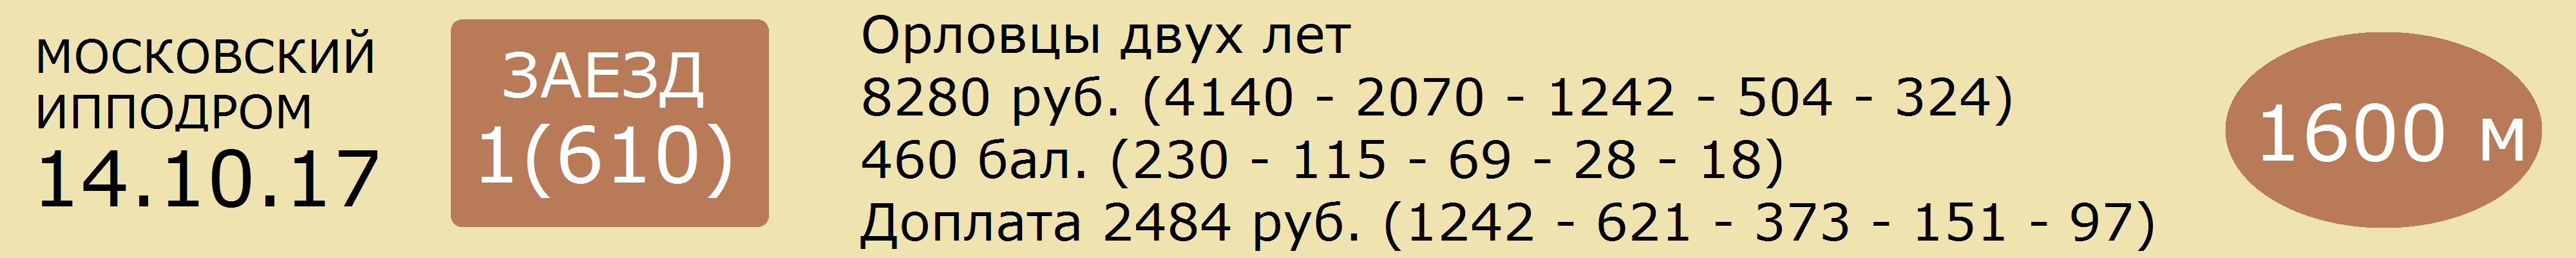 МОСКОВСКИЙ
ИППОДРОМ
14.10.17
ЗАЕЗД
1(610)
Орловцы двух лет
8280 руб. (4140 - 2070 - 1242 - 504 - 324)
460 бал. (230 - 115 - 69 - 28 - 18)
Доплата 2484 руб. (1242 - 621 - 373 - 151 - 97)
1600 м